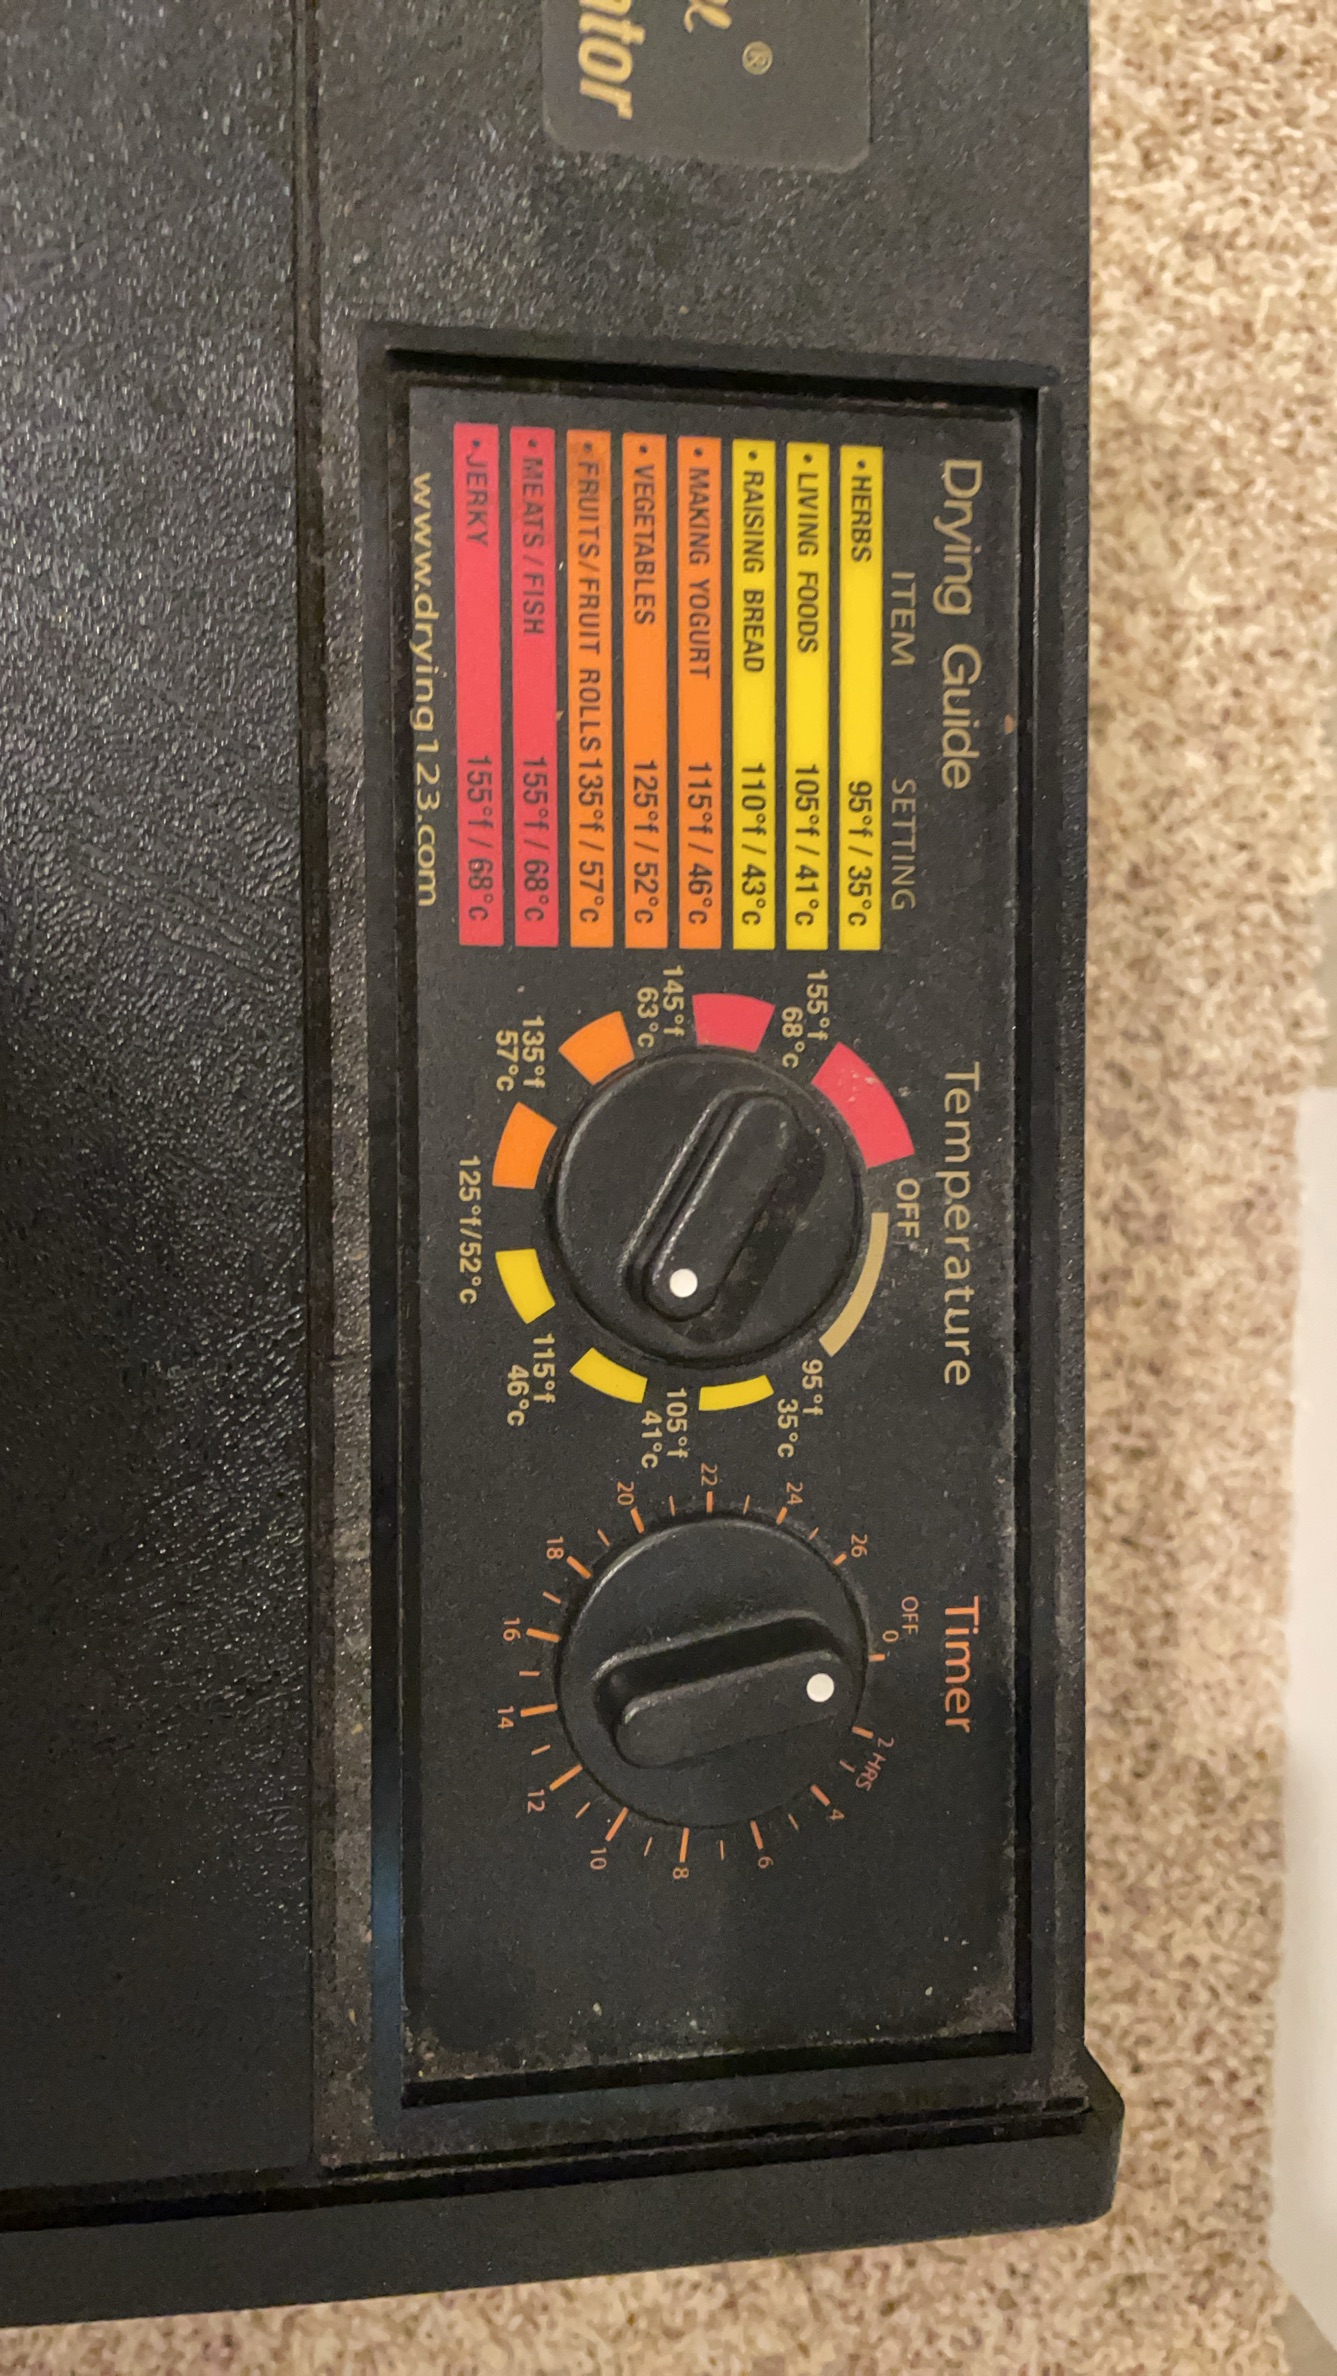 ®
Drying Guide
ITEM SETTING
• HERBS 95°f / 35°c
• LIVING FOODS 105°f / 41°c
• RAISING BREAD 110°f / 43°c
• MAKING YOGURT 115°f / 46°c
• VEGETABLES 125°f / 52°c
• FRUITS/FRUIT ROLLS 135°f / 57°c
• MEATS / FISH 155°f / 68°c
• JERKY 155°f / 68°c
www.drying123.com
Temperature
OFF
95°f
35°c
105°f
41°c
115°f
46°c
125°f/52°c
135°f
57°c
145°f
63°c
155°f
68°c
Timer
OFF
0
2 HRS
4
6
8
10
12
14
16
18
20
22
24
26